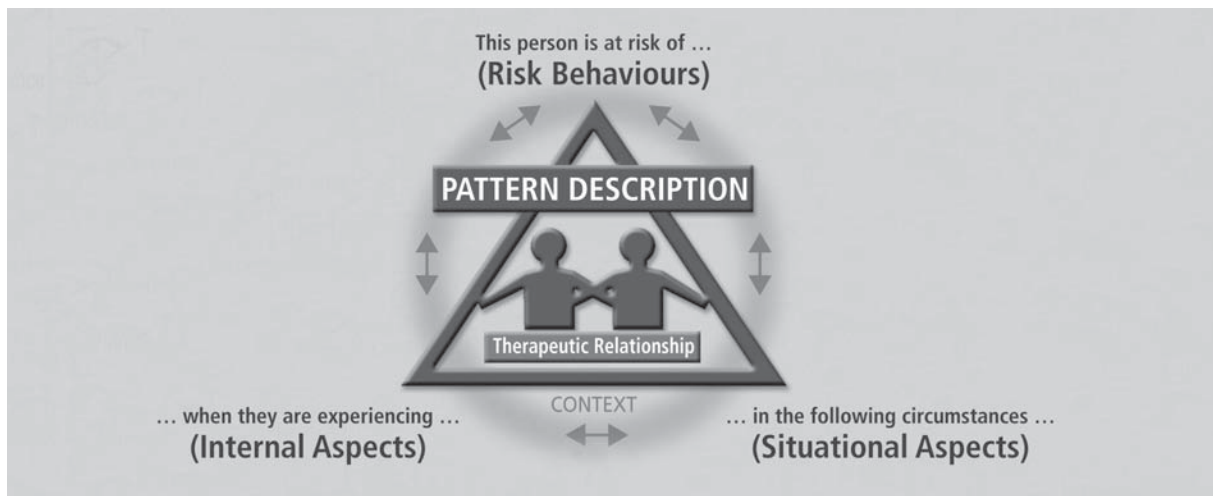 This person is at risk of …
(Risk Behaviours)
PATTERN DESCRIPTION
Therapeutic Relationship
CONTEXT
… when they are experiencing …
(Internal Aspects)
… in the following circumstances …
(Situational Aspects)